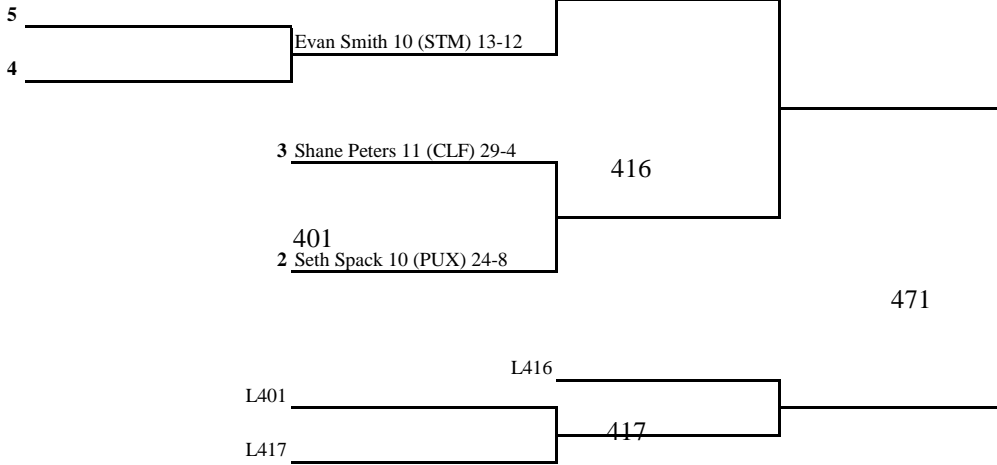 5
Evan Smith 10 (STM) 13-12
4
3 Shane Peters 11 (CLF) 29-4
416
401
2 Seth Spack 10 (PUX) 24-8
471
L416
L401
417
L417